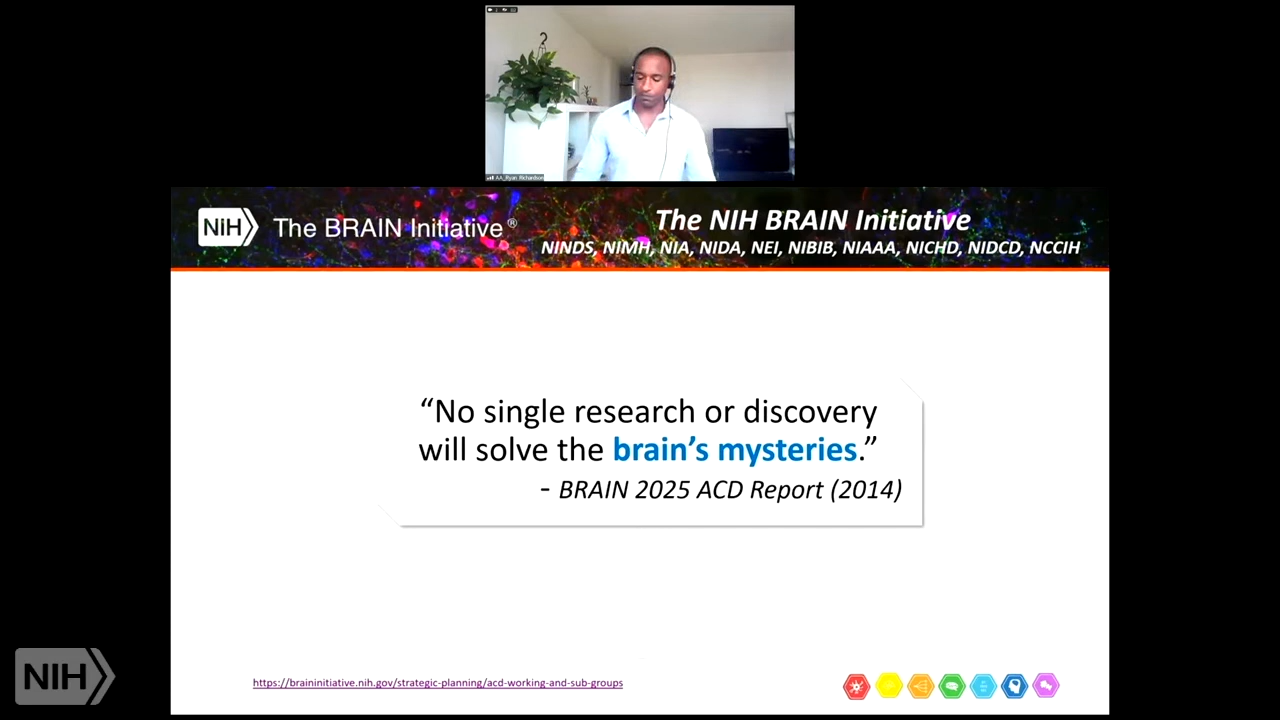 AA_Ryan Richardson
NIH
The BRAIN Initiative®
The NIH BRAIN Initiative
NINDS, NIMH, NIA, NIDA, NEI, NIBIB, NIAAA, NICHD, NIDCD, NCCIH
“No single research or discovery
will solve the brain’s mysteries.”
- BRAIN 2025 ACD Report (2014)
NIH
https://braininitiative.nih.gov/strategic-planning/acd-working-and-sub-groups